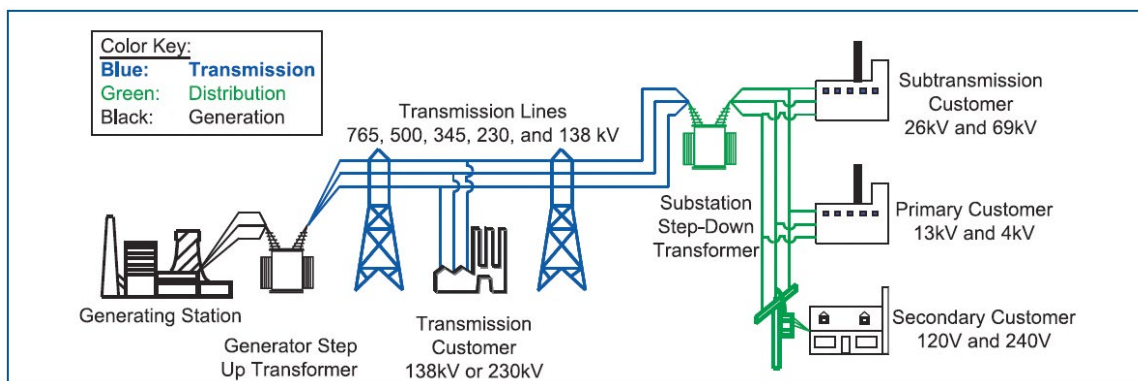 Color Key:
Blue: Transmission
Green: Distribution
Black: Generation
Transmission Lines
765, 500, 345, 230, and 138 kV
Generating Station
Generator Step
Up Transformer
Transmission
Customer
138kV or 230kV
Substation
Step-Down
Transformer
Subtransmission
Customer
26kV and 69kV
Primary Customer
13kV and 4kV
Secondary Customer
120V and 240V